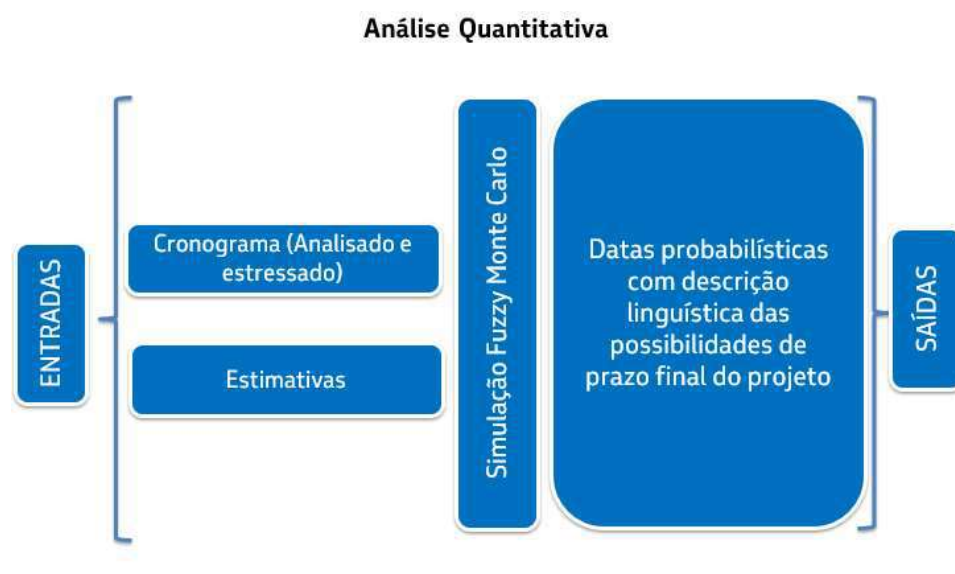 Análise Quantitativa
ENTRADAS
Cronograma (Analisado e
estressado)
Estimativas
Simulação Fuzzy Monte Carlo
Datas probabilísticas
com descrição
linguística das
possibilidades de
prazo final do projeto
SAÍDAS